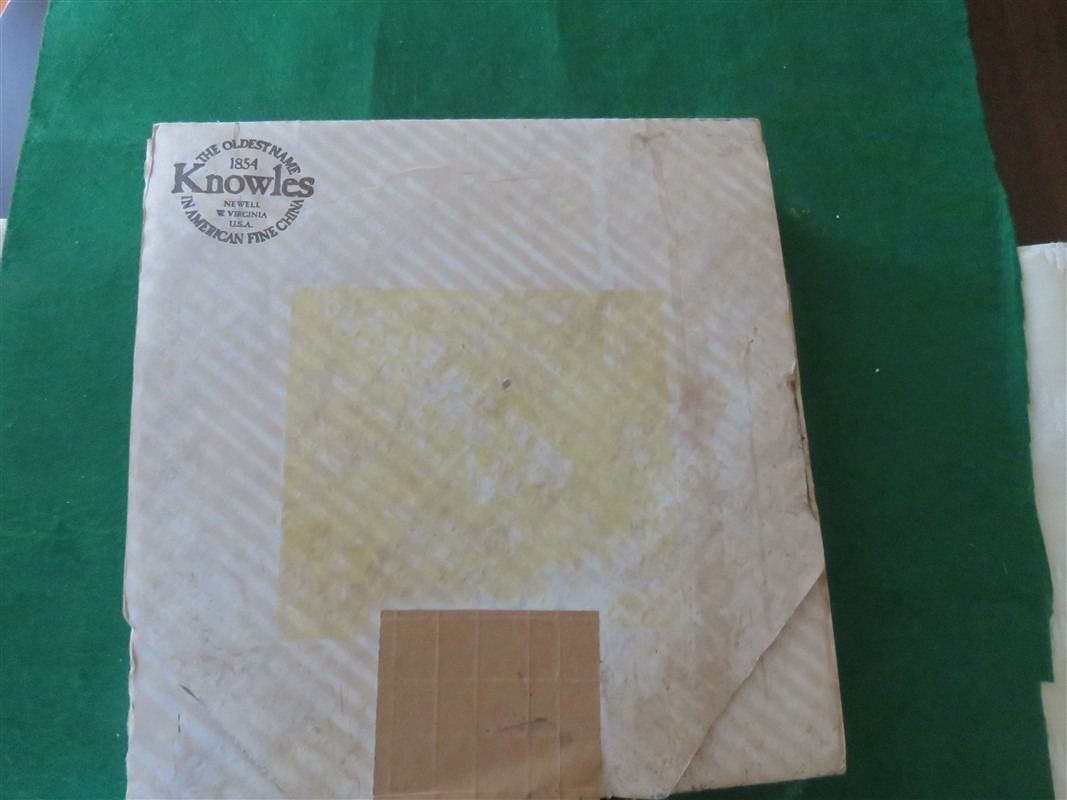 THE OLDEST NAME
1854
Knowles
NEWELL
W. VIRGINIA
U.S.A.
IN AMERICAN FINE CHINA